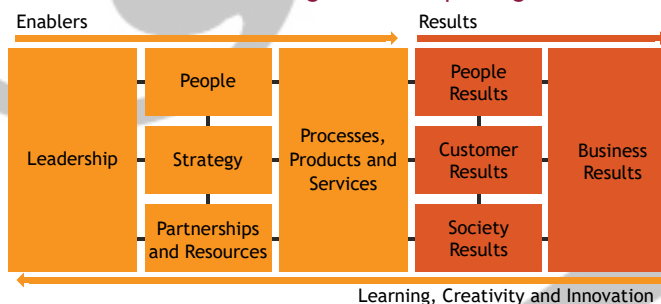 Enablers
Results
Leadership
People
Strategy
Partnerships
and Resources
Processes,
Products and
Services
People
Results
Customer
Results
Society
Results
Business
Results
Learning, Creativity and Innovation